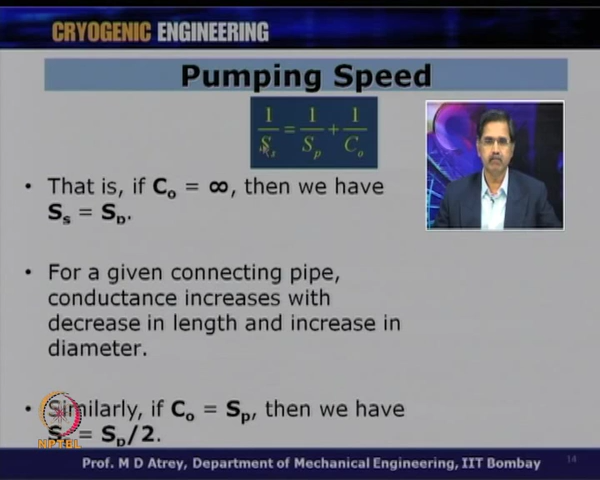 CRYOGENIC ENGINEERING
Pumping Speed
1/Ss = 1/Sp + 1/Co
• That is, if Co = ∞, then we have
Ss = Sp.
• For a given connecting pipe,
conductance increases with
decrease in length and increase in
diameter.
• Similarly, if Co = Sp, then we have
= Sp/2.
NPTEL
Prof. M D Atrey, Department of Mechanical Engineering, IIT Bombay
14